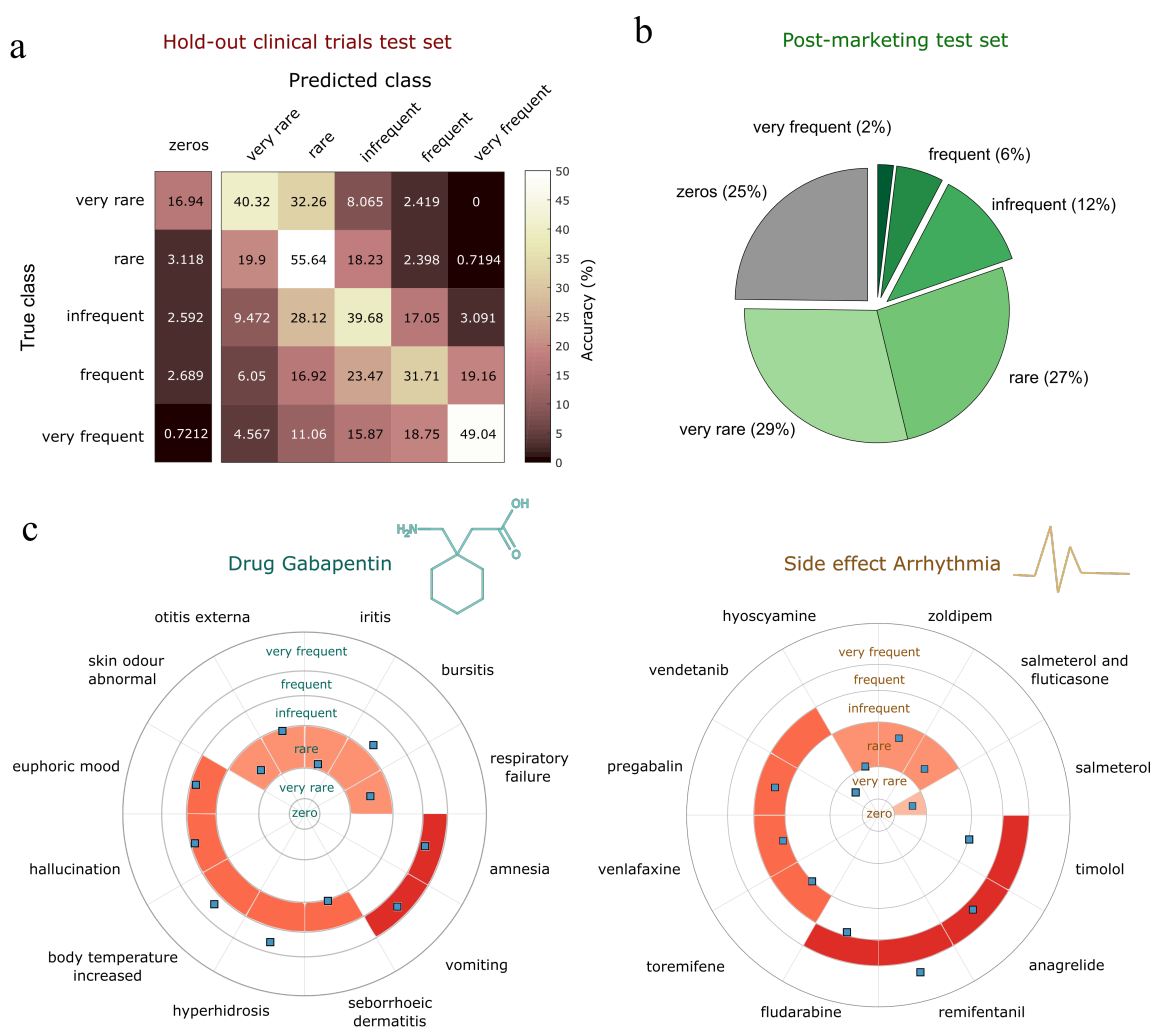 a
Hold-out clinical trials test set
Predicted class
zeros
very rare
rare
infrequent
frequent
very frequent
True class
very rare
16.94
40.32
32.26
8.065
2.419
0
rare
3.118
19.9
55.64
18.23
2.398
0.7194
infrequent
2.592
9.472
28.12
39.68
17.05
3.091
frequent
2.689
6.05
16.92
23.47
31.71
19.16
very frequent
0.7212
4.567
11.06
15.87
18.75
49.04
50
45
40
35
30
25
20
15
10
5
0
Accuracy (%)
b
Post-marketing test set
very frequent (2%)
frequent (6%)
zeros (25%)
infrequent (12%)
rare (27%)
very rare (29%)
c
Drug Gabapentin
H2N
OH
O
otitis externa
iritis
skin odour
abnormal
bursitis
euphoric mood
respiratory
failure
hallucination
amnesia
body temperature
increased
vomiting
hyperhidrosis
seborrhoeic
dermatitis
very frequent
frequent
infrequent
rare
very rare
zero
Side effect Arrhythmia
hyoscyamine
zoldipem
vendetanib
salmeterol and
fluticasone
pregabalin
salmeterol
venlafaxine
timolol
toremifene
anagrelide
fludarabine
remifentanil
very frequent
frequent
infrequent
rare
very rare
zero